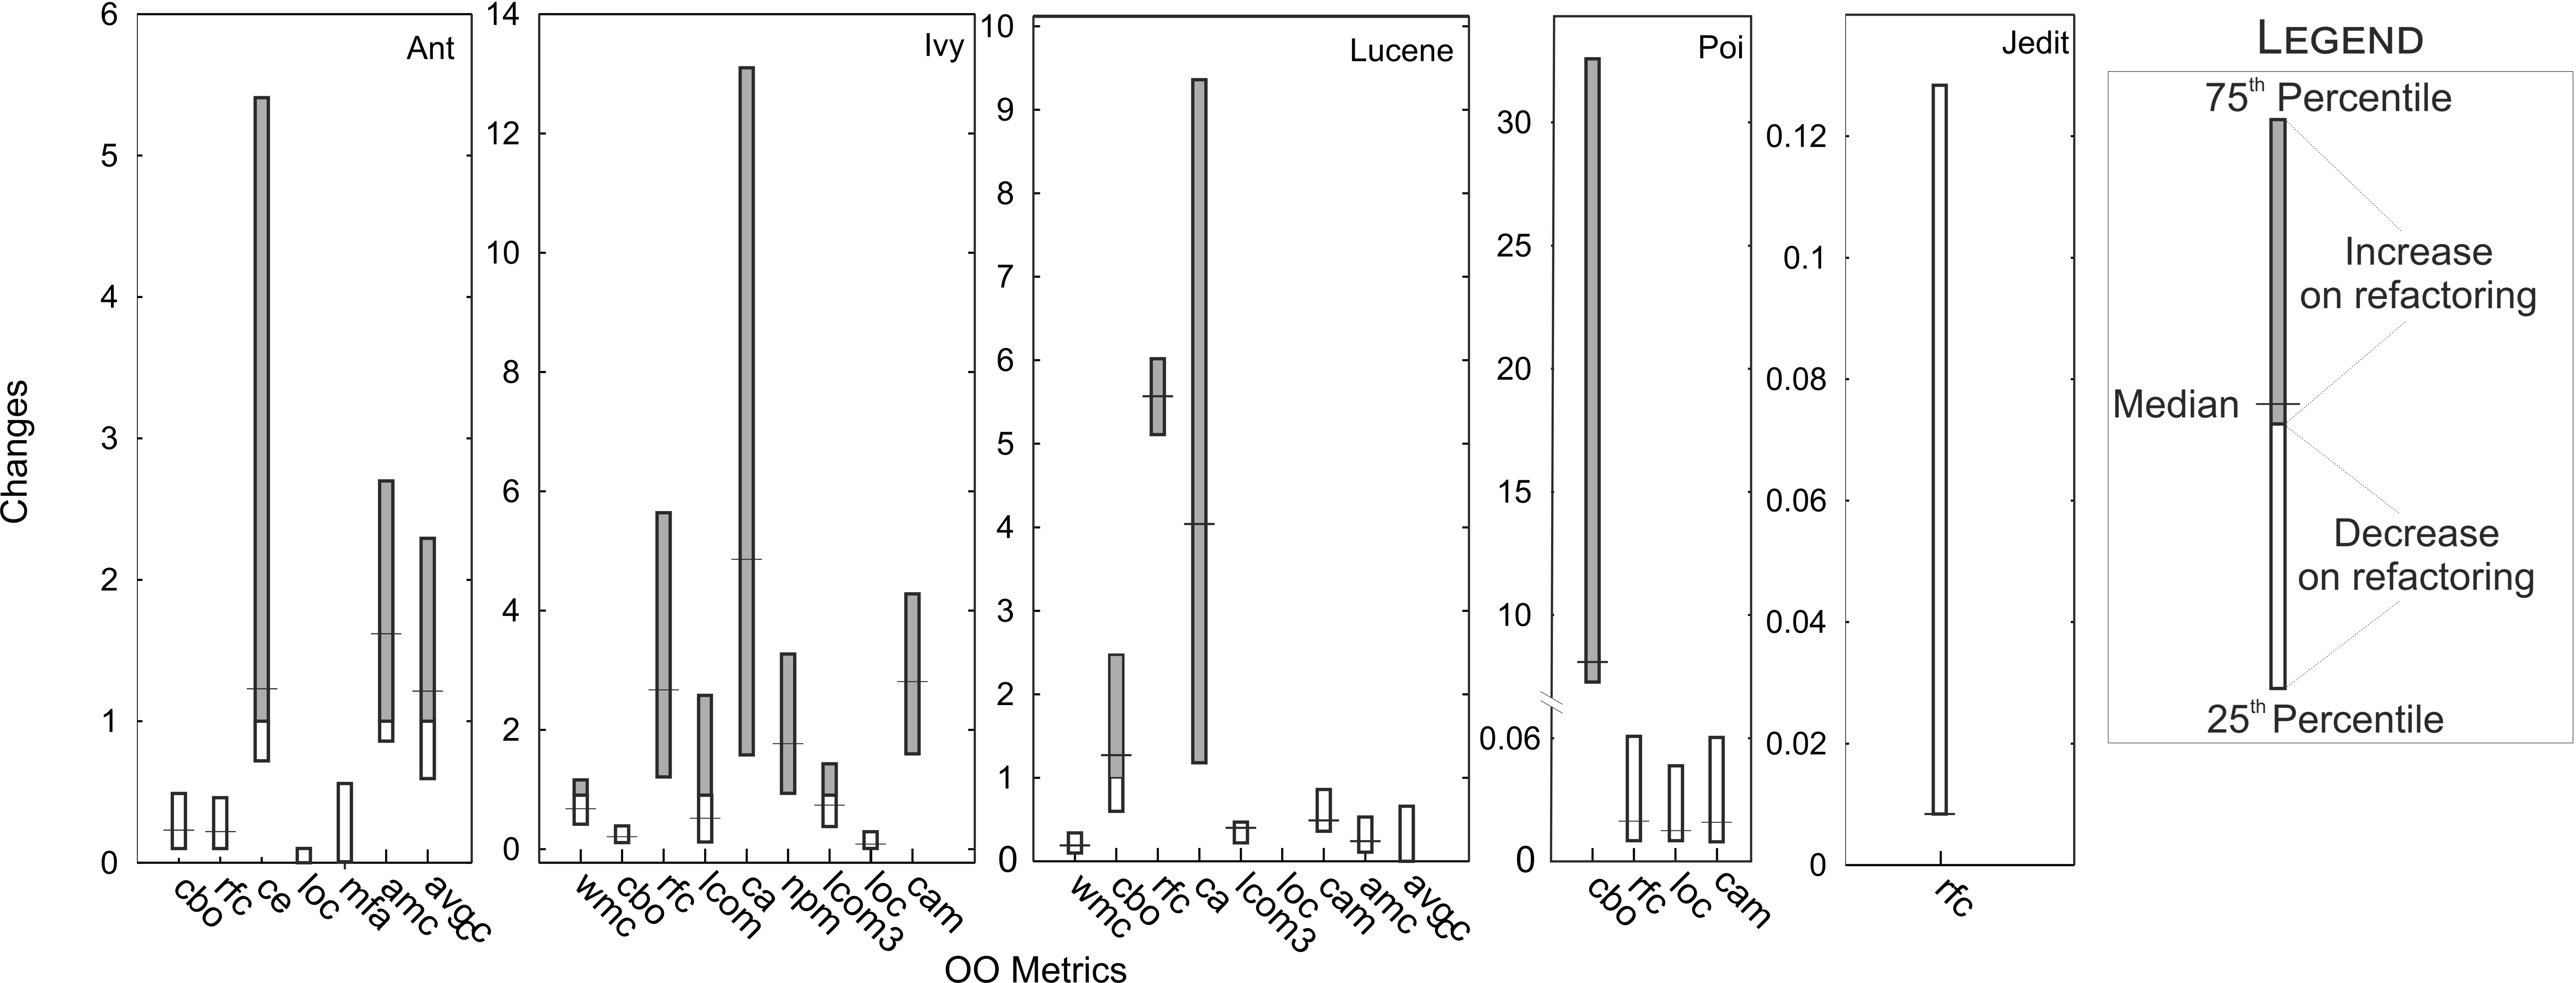 Changes
Ant
6
5
4
3
2
1
0
cbo
rfc
ce
loc
mfa
amc
avgcc
Ivy
14
12
10
8
6
4
2
0
wmc
cbo
rfc
lcom
ca
npm
lcom3
loc
cam
Lucene
10
9
8
7
6
5
4
3
2
1
0
wmc
cbo
rfc
ca
lcom3
loc
cam
amc
avgcc
Poi
30
25
20
15
10
0.06
0
cbo
rfc
loc
cam
Jedit
0.12
0.1
0.08
0.06
0.04
0.02
0
rfc
OO Metrics
LEGEND
75th Percentile
Increase
on refactoring
Median
Decrease
on refactoring
25th Percentile